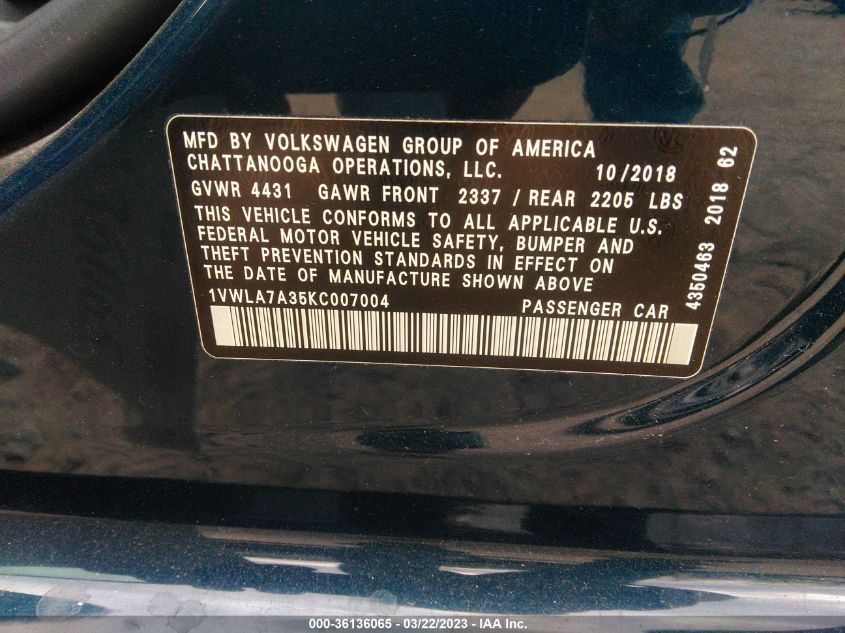 MFD BY VOLKSWAGEN GROUP OF AMERICA
CHATTANOOGA OPERATIONS, LLC. 10/2018
GVWR 4431 GAWR FRONT 2337 / REAR 2205 LBS
THIS VEHICLE CONFORMS TO ALL APPLICABLE U.S.
FEDERAL MOTOR VEHICLE SAFETY, BUMPER AND
THEFT PREVENTION STANDARDS IN EFFECT ON
THE DATE OF MANUFACTURE SHOWN ABOVE
1VWLA7A35KC007004 PASSENGER CAR
4350463 2018 62
000-36136065 - 03/22/2023 - © IAA Inc.